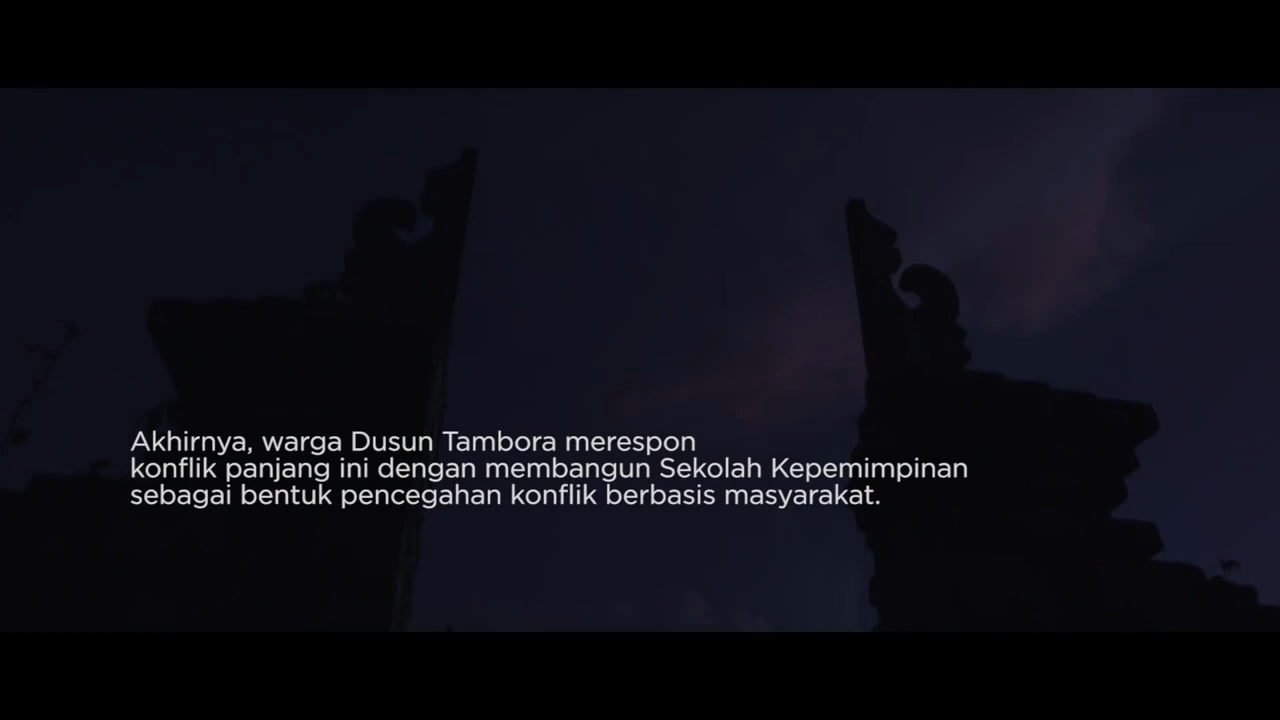 Akhirnya, warga Dusun Tambora merespon
konflik panjang ini dengan membangun Sekolah Kepemimpinan
sebagai bentuk pencegahan konflik berbasis masyarakat.